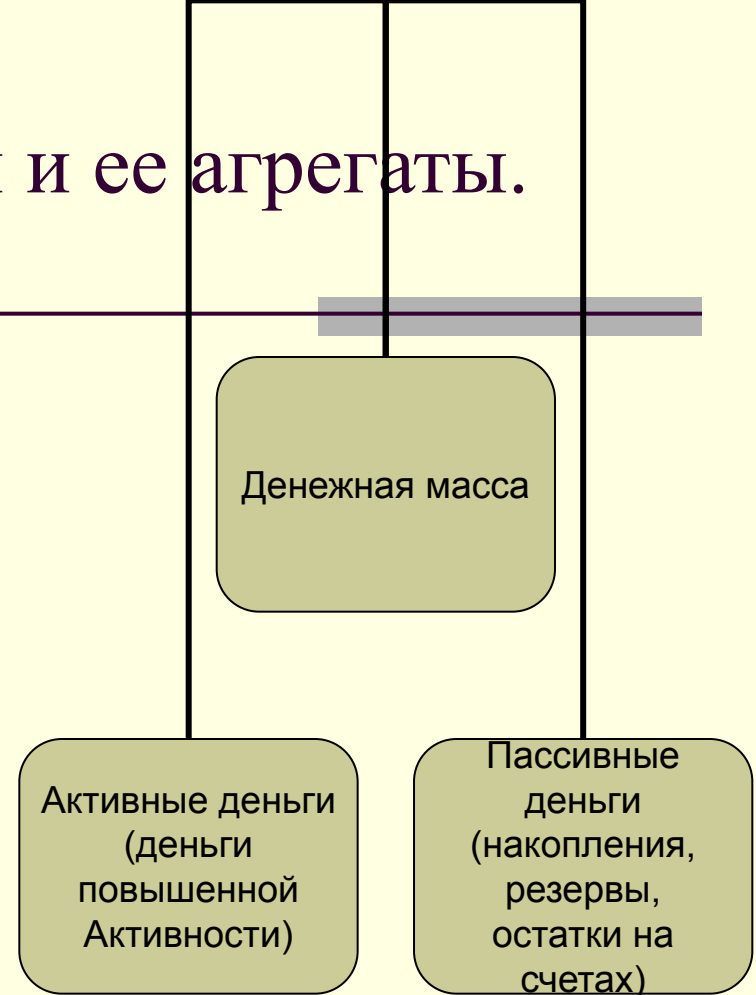 и ее агрегаты.
Денежная масса
Активные деньги
(деньги
повышенной
Активности)
Пассивные
деньги
(накопления,
резервы,
остатки на
счетах)